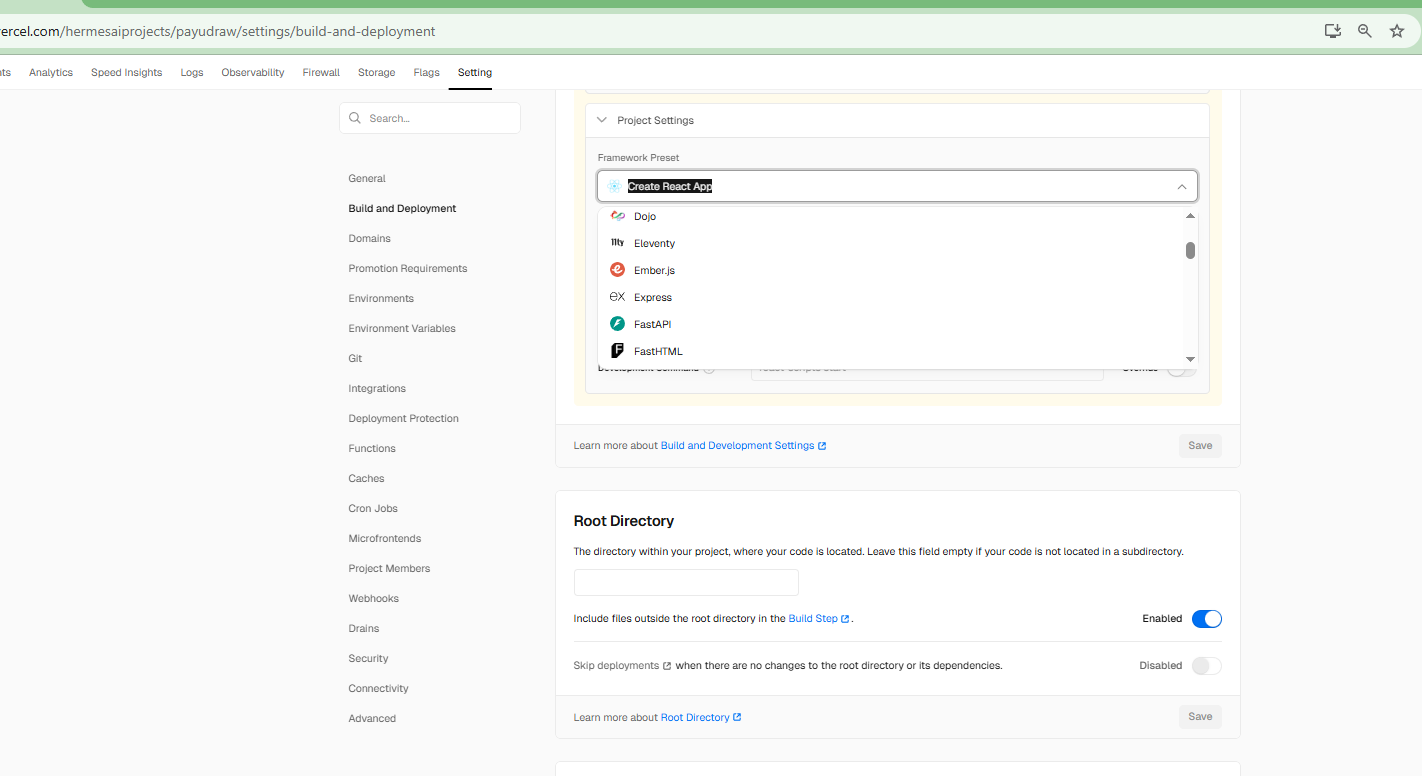 ercel.com/hermesaiprojects/payudraw/settings/build-and-deployment
ts Analytics Speed Insights Logs Observability Firewall Storage Flags Setting
Search...
General
Build and Deployment
Domains
Promotion Requirements
Environments
Environment Variables
Git
Integrations
Deployment Protection
Functions
Caches
Cron Jobs
Microfrontends
Project Members
Webhooks
Drains
Security
Connectivity
Advanced
Project Settings
Framework Preset
Create React App
Dojo
11ty Eleventy
Ember.js
ex Express
FastAPI
F FastHTML
Development Command react-scripts start Override
Learn more about Build and Development Settings
Save
Root Directory
The directory within your project, where your code is located. Leave this field empty if your code is not located in a subdirectory.
Include files outside the root directory in the Build Step.
Enabled
Skip deployments when there are no changes to the root directory or its dependencies.
Disabled
Learn more about Root Directory
Save